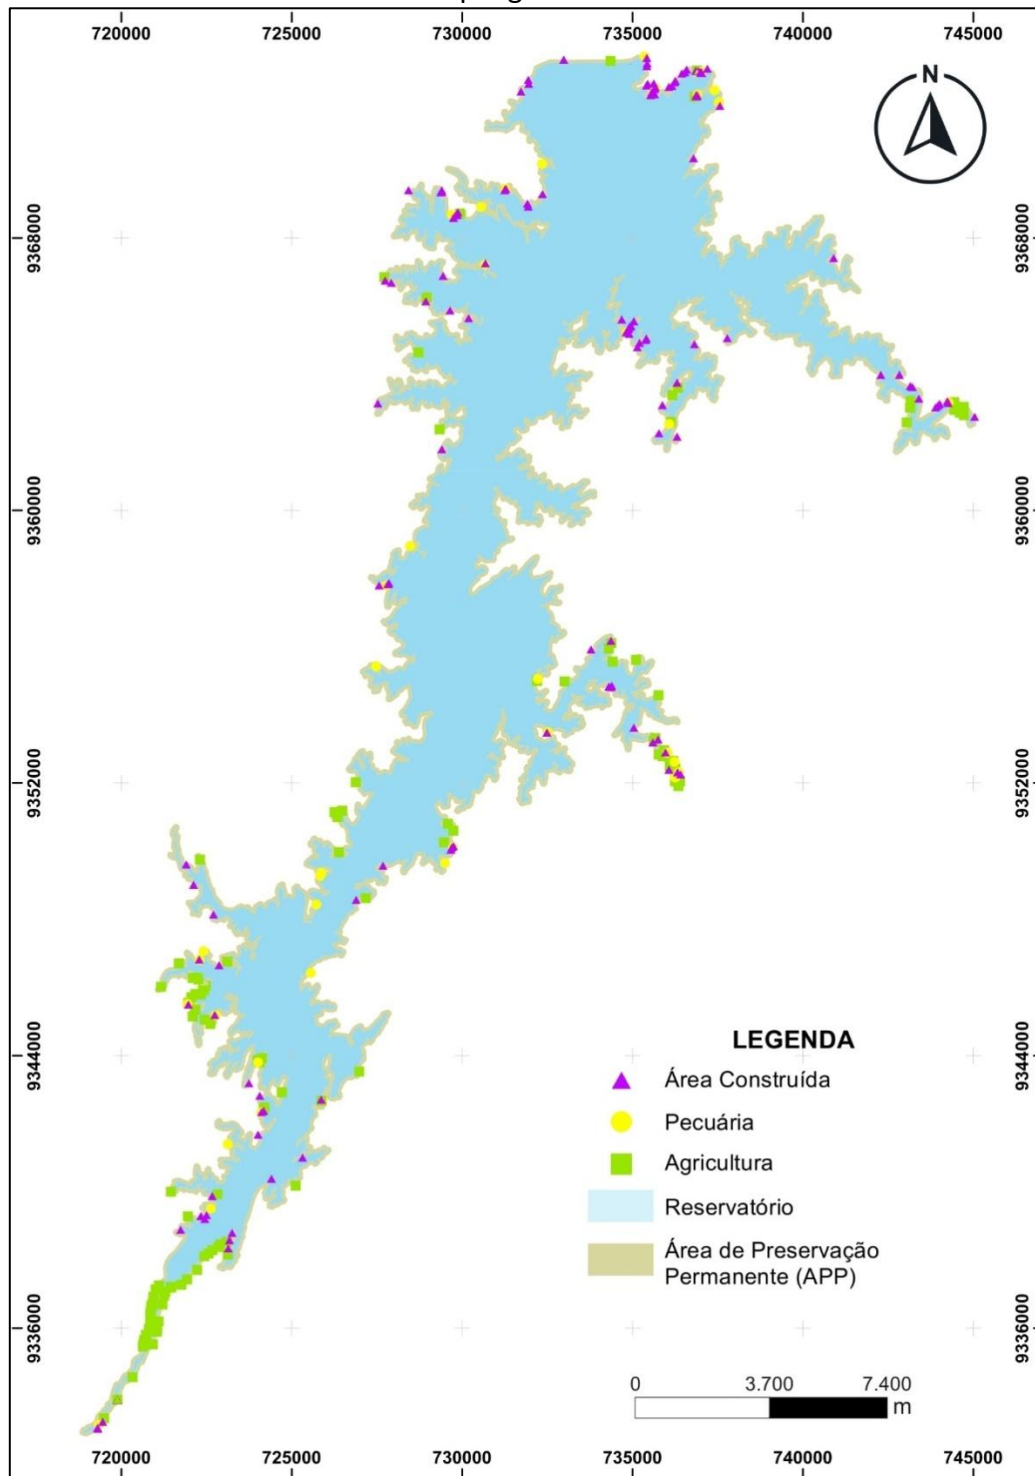 720000 725000 730000 735000 740000 745000
N
9368000 9368000
9360000 9360000
9352000 9352000
9344000 9344000
9336000 9336000
LEGENDA
Área Construída
Pecuária
Agricultura
Reservatório
Área de Preservação
Permanente (APP)
0 3.700 7.400
m
720000 725000 730000 735000 740000 745000